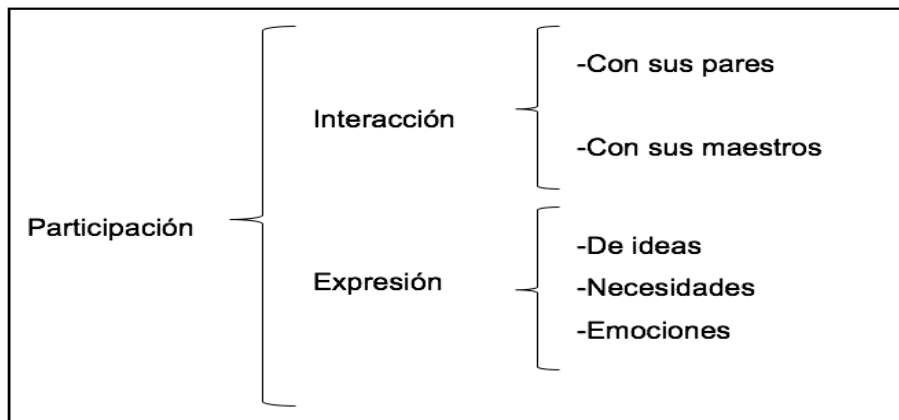 Participación
Interacción
-Con sus pares
-Con sus maestros
Expresión
-De ideas
-Necesidades
-Emociones